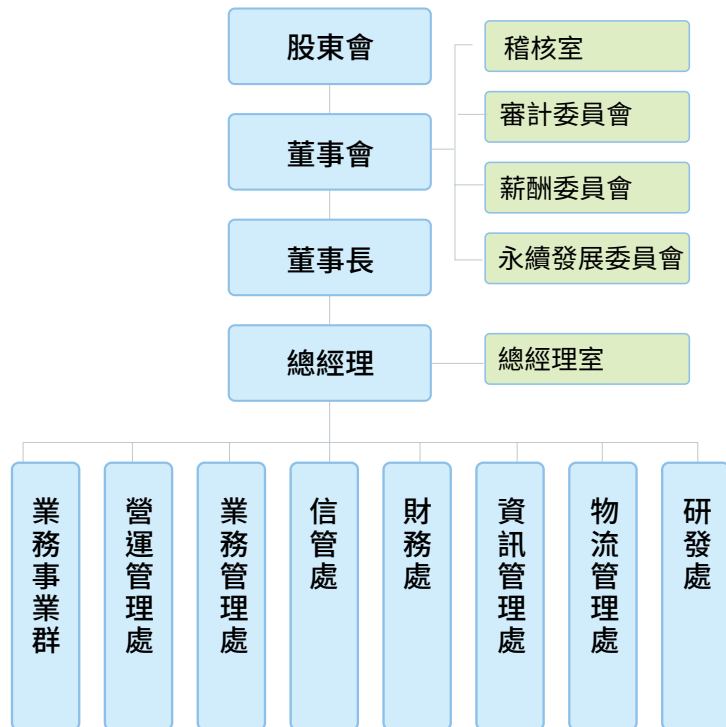 股東會
董事會
董事長
總經理
稽核室
審計委員會
薪酬委員會
永續發展委員會
總經理室
業務事業群
營運管理處
業務管理處
信管處
財務處
資訊管理處
物流管理處
研發處